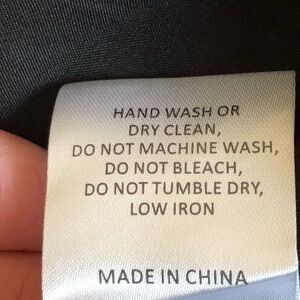 HAND WASH OR
DRY CLEAN,
DO NOT MACHINE WASH,
DO NOT BLEACH,
DO NOT TUMBLE DRY,
LOW IRON
MADE IN CHINA